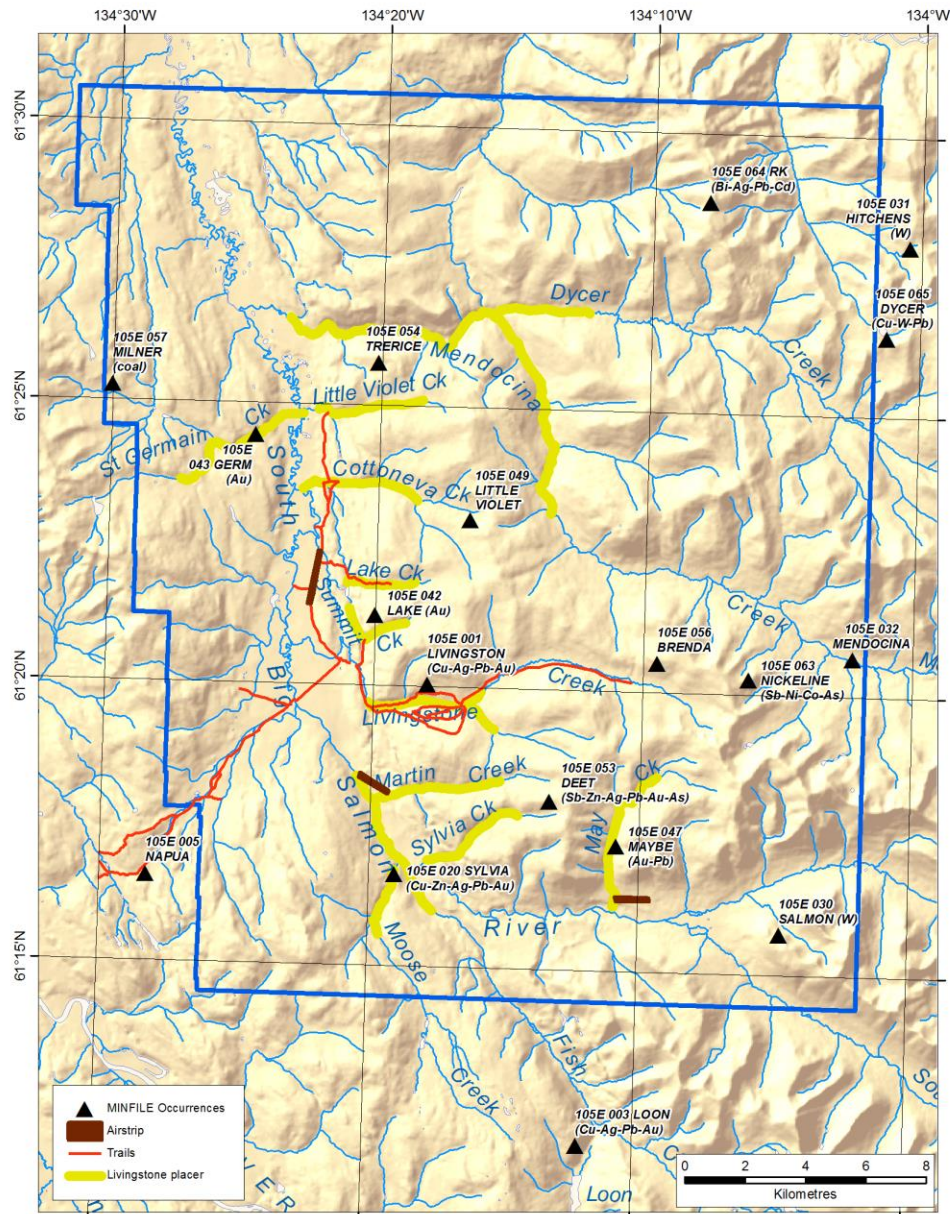 134°30'W
134°20'W
134°10'W
134°W
61°30'N
61°25'N
61°20'N
61°15'N
105E 064 RK
(Bi-Ag-Pb-Cd)
105E 031
HITCHENS
(W)
105E 065
DYCER
(Cu-W-Pb)
Dycer
Creek
105E 054
TERRICE
Mendocina
Creek
105E 057
MILNER
(coal)
Little Violet Ck
St Germain Ck
105E
043 GERM
(Au)
South
Big
Salmon
River
Cottoneva Ck
105E 049
LITTLE
VIOLET
Lake Ck
105E 042
LAKE (Au)
Summit
Ck
105E 001
LIVINGSTON
(Cu-Ag-Pb-Au)
Livingstone
Creek
105E 056
BRENDA
105E 032
MENDOCINA
105E 063
NICKELINE
(Sb-Ni-Co-As)
Martin Creek
105E 053
DEET
(Sb-Zn-Ag-Pb-Au-As)
Sylvia Ck
May
Ck
105E 047
MAYBE
(Au-Pb)
105E 005
NAPUA
105E 020 SYLVIA
(Cu-Zn-Ag-Pb-Au)
105E 030
SALMON (W)
Moose
Creek
Fish
105E 003 LOON
(Cu-Ag-Pb-Au)
Loon
MINFILE Occurrences
Airstrip
Trails
Livingstone placer
0 2 4 6 8
Kilometres